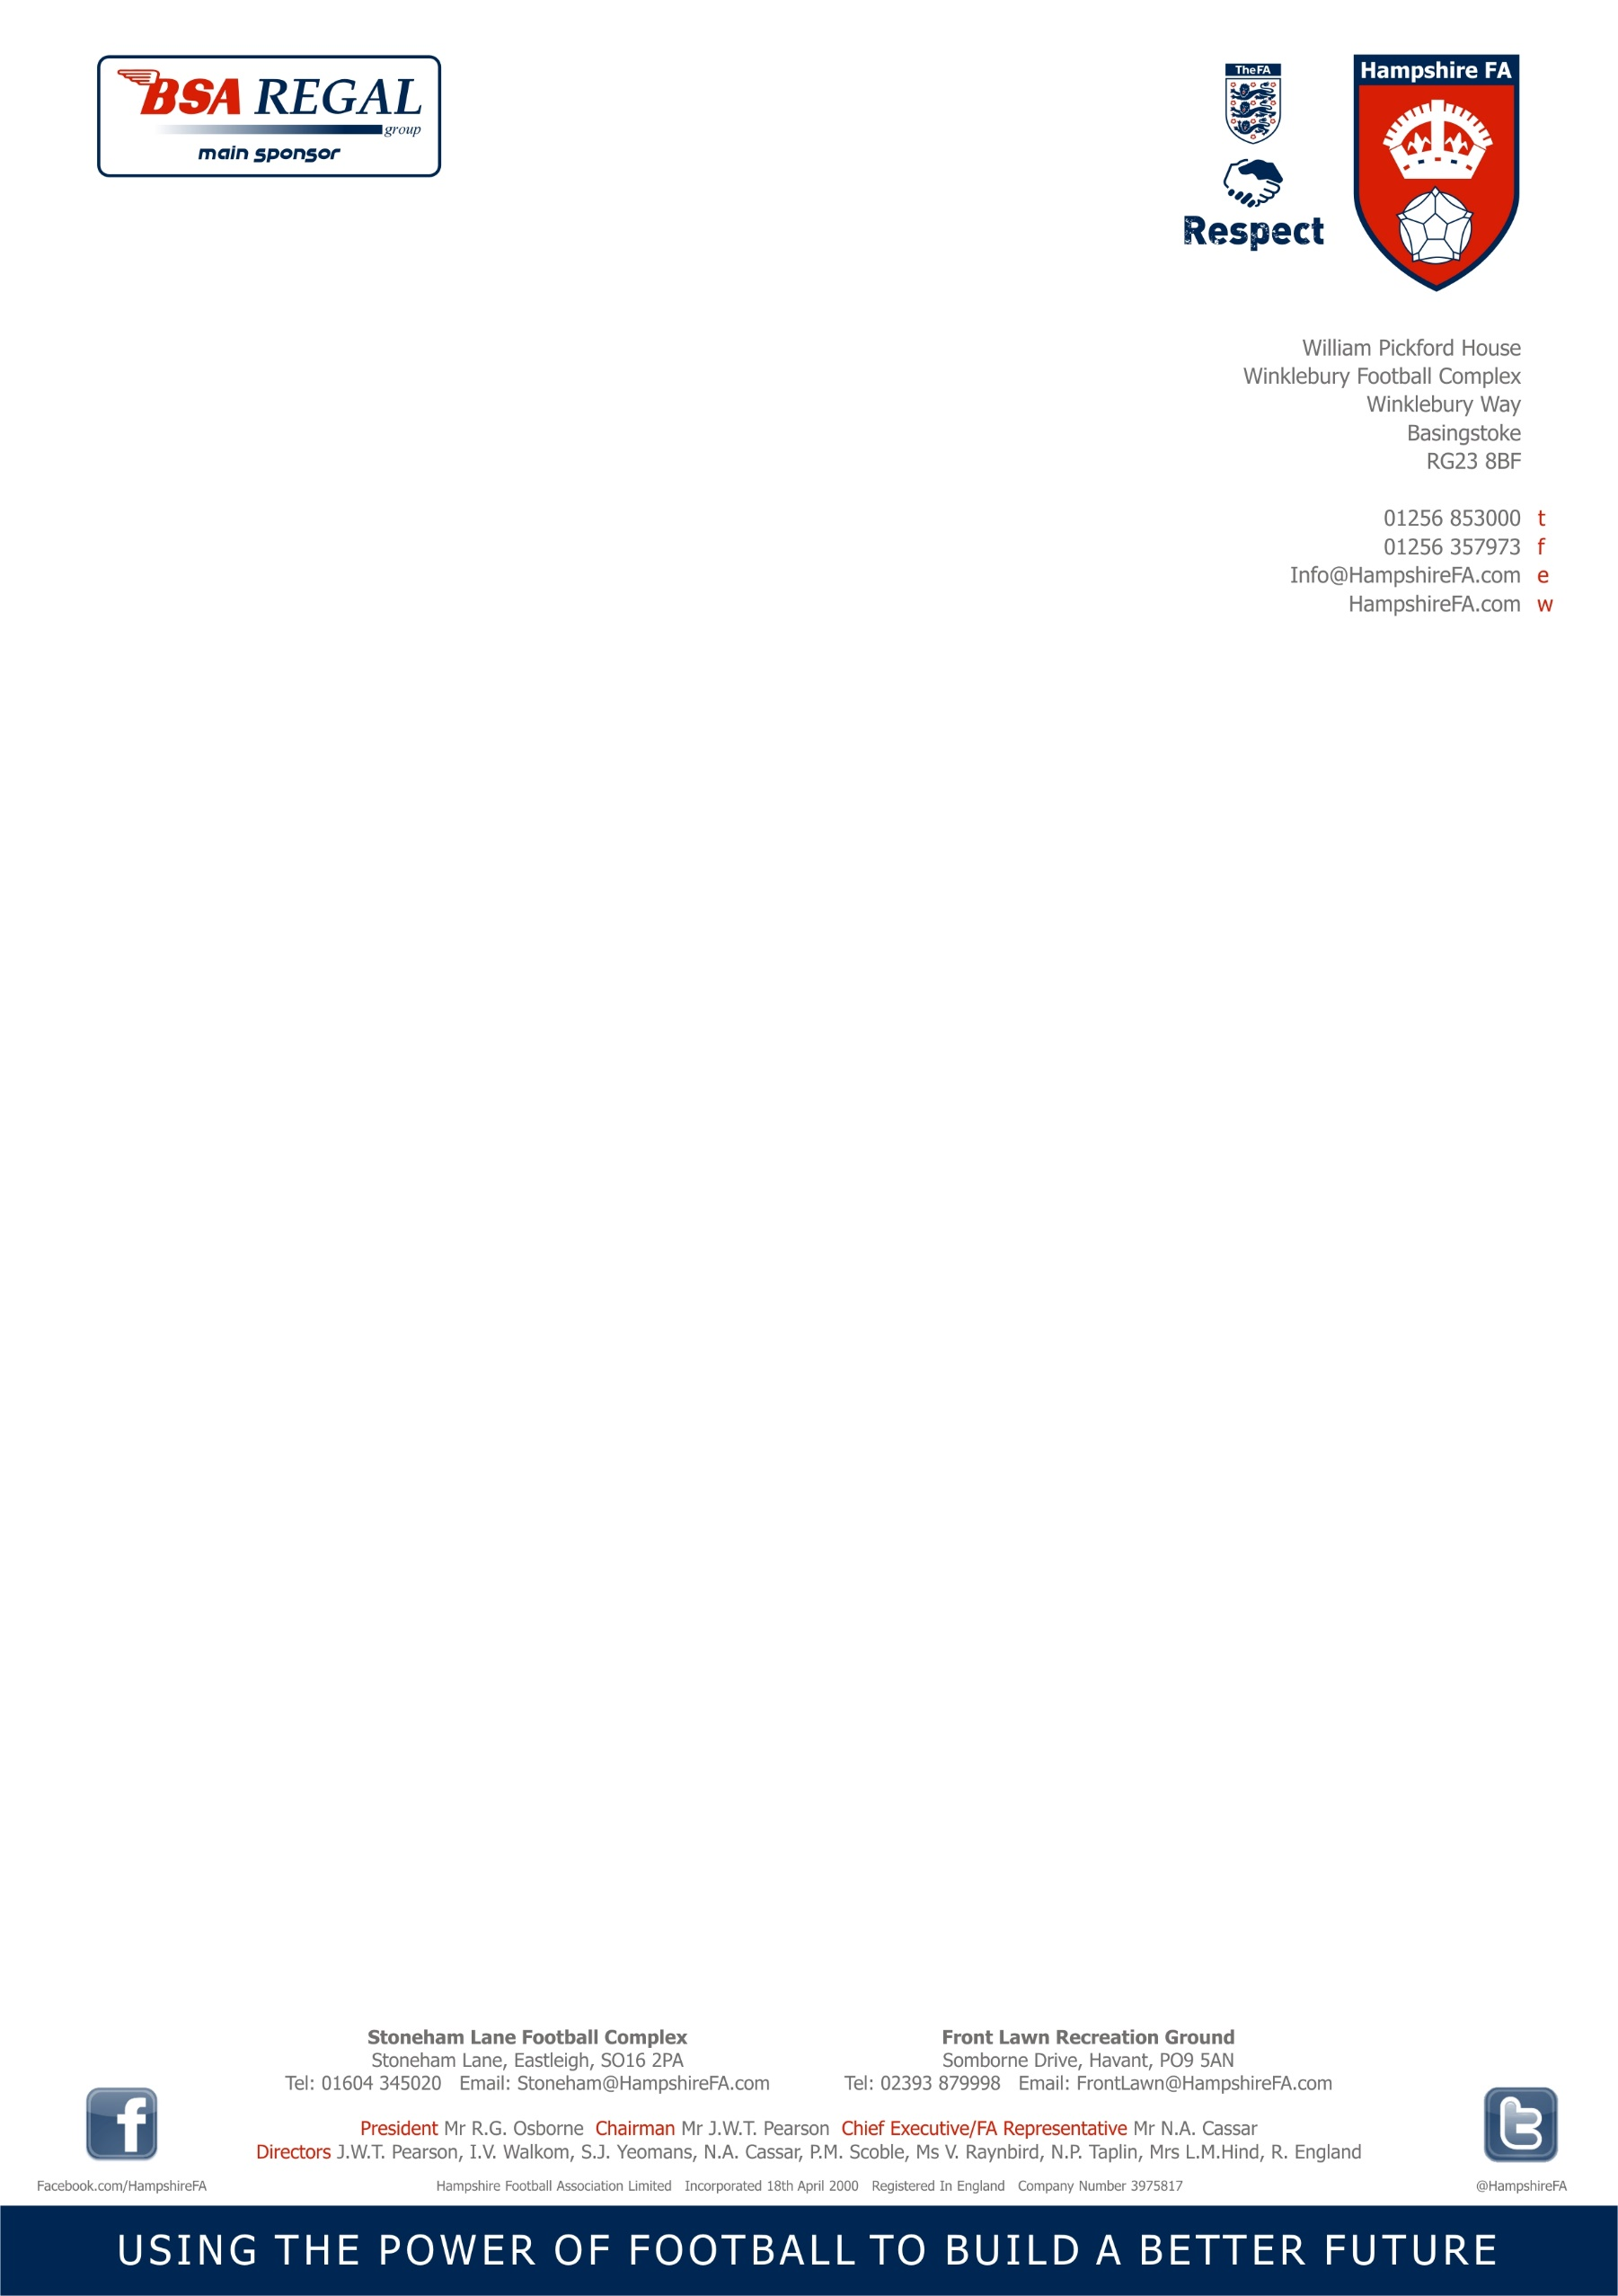 BSA REGAL
group
main sponsor
TheFA
Respect
Hampshire FA
William Pickford House
Winklebury Football Complex
Winklebury Way
Basingstoke
RG23 8BF
01256 853000 t
01256 357973 f
Info@HampshireFA.com e
HampshireFA.com w
Stoneham Lane Football Complex
Stoneham Lane, Eastleigh, SO16 2PA
Tel: 01604 345020 Email: Stoneham@HampshireFA.com
Front Lawn Recreation Ground
Somborne Drive, Havant, PO9 5AN
Tel: 02393 879998 Email: FrontLawn@HampshireFA.com
f
t
President Mr R.G. Osborne Chairman Mr J.W.T. Pearson Chief Executive/FA Representative Mr N.A. Cassar
Directors J.W.T. Pearson, I.V. Walkom, S.J. Yeomans, N.A. Cassar, P.M. Scoble, Ms V. Raynbird, N.P. Taplin, Mrs L.M.Hind, R. England
Facebook.com/HampshireFA
Hampshire Football Association Limited Incorporated 18th April 2000 Registered In England Company Number 3975817
@HampshireFA
USING THE POWER OF FOOTBALL TO BUILD A BETTER FUTURE